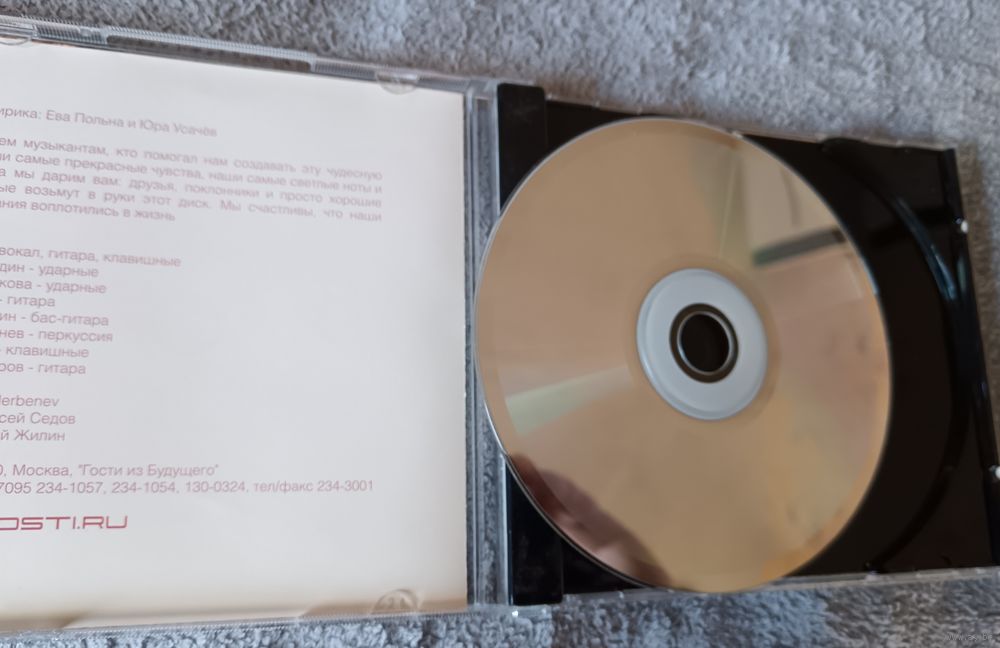 ирика: Ева Польна и Юра Усачёв
ем музыкантам, кто помогал нам создавать эту чудесную
ли самые прекрасные чувства, наши самые светлые ноты и
а мы дарим вам: друзья, поклонники и просто хорошие
ые возьмут в руки этот диск. Мы счастливы, что наши
ания воплотились в жизнь
вокал, гитара, клавишные
дин - ударные
кова - ударные
- гитара
ин - бас-гитара
нев - перкуссия
- клавишные
ров - гитара
erbenev
сей Седов
й Жилин
0, Москва, "Гости из Будущего"
7095 234-1057, 234-1054, 130-0324, тел/факс 234-3001
OSTI.RU